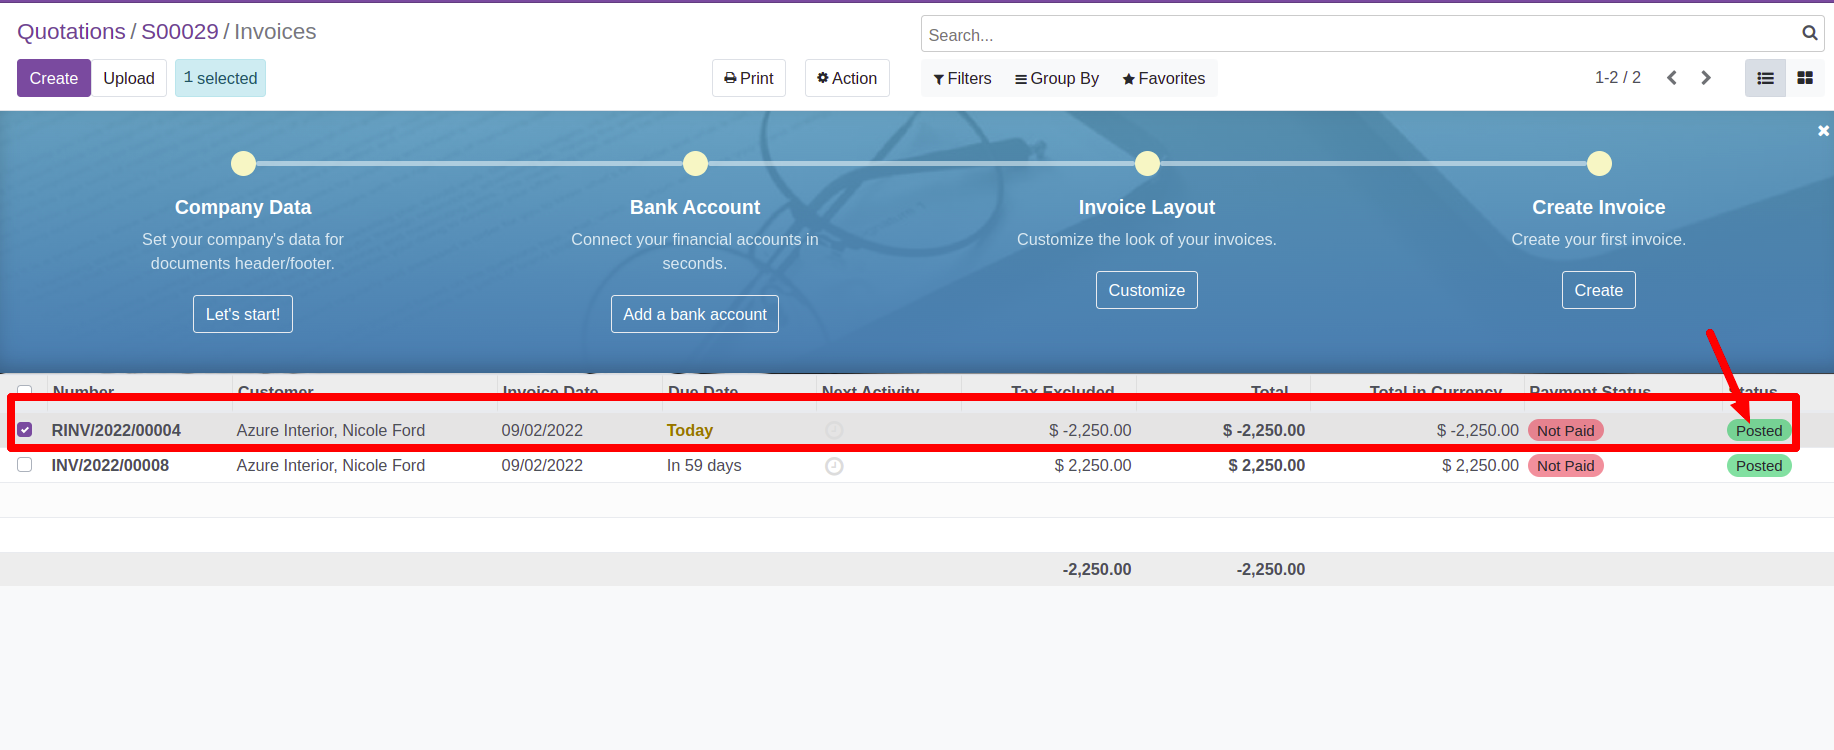 Quotations / S00029 / Invoices
Search...
Create Upload 1 selected Print Action Filters Group By Favorites 1-2 / 2
Company Data Bank Account Invoice Layout Create Invoice
Set your company's data for documents header/footer.
Connect your financial accounts in seconds.
Customize the look of your invoices.
Create your first invoice.
Let's start! Add a bank account Customize Create
Number Customer Invoice Date Due Date Next Activity Tax Excluded Total Total in Currency Payment Status Status
RINV/2022/00004 Azure Interior, Nicole Ford 09/02/2022 Today $ -2,250.00 $ -2,250.00 $ -2,250.00 Not Paid Posted
INV/2022/00008 Azure Interior, Nicole Ford 09/02/2022 In 59 days $ 2,250.00 $ 2,250.00 $ 2,250.00 Not Paid Posted
-2,250.00 -2,250.00